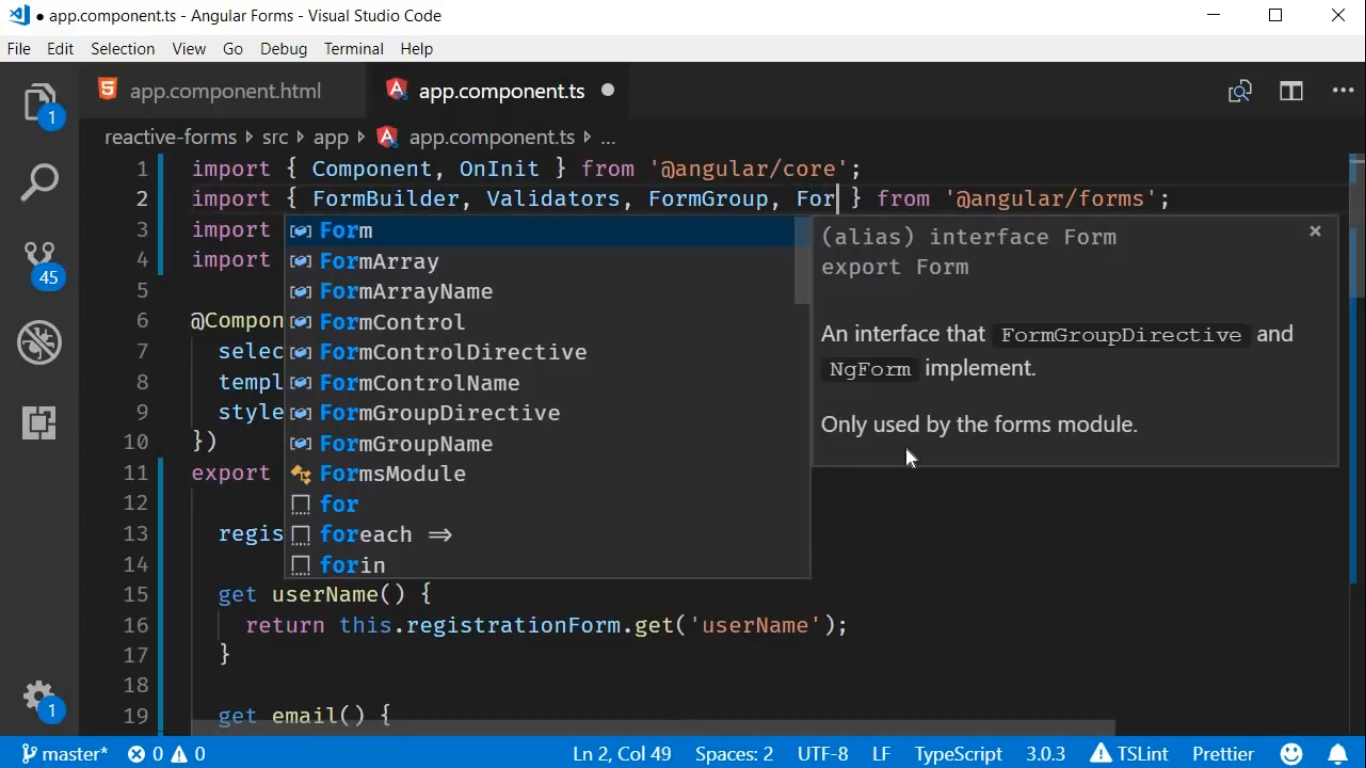 app.component.ts - Angular Forms - Visual Studio Code
File Edit Selection View Go Debug Terminal Help
app.component.html app.component.ts
reactive-forms src app app.component.ts ...
1 import { Component, OnInit } from '@angular/core';
2 import { FormBuilder, Validators, FormGroup, For } from '@angular/forms';
3 import
4 import
5
6 @Compon
7 selec
8 templ
9 style
10 })
11 export
12
13 regis
14
15 get userName() {
16 return this.registrationForm.get('userName');
17 }
18
19 get email() {
Form
FormArray
FormArrayName
FormControl
FormControlDirective
FormControlName
FormGroupDirective
FormGroupName
FormsModule
for
foreach =>
forin
(alias) interface Form
export Form
An interface that FormGroupDirective and
NgForm implement.
Only used by the forms module.
1
45
1
master* 0 0 Ln 2, Col 49 Spaces: 2 UTF-8 LF TypeScript 3.0.3 TSLint Prettier